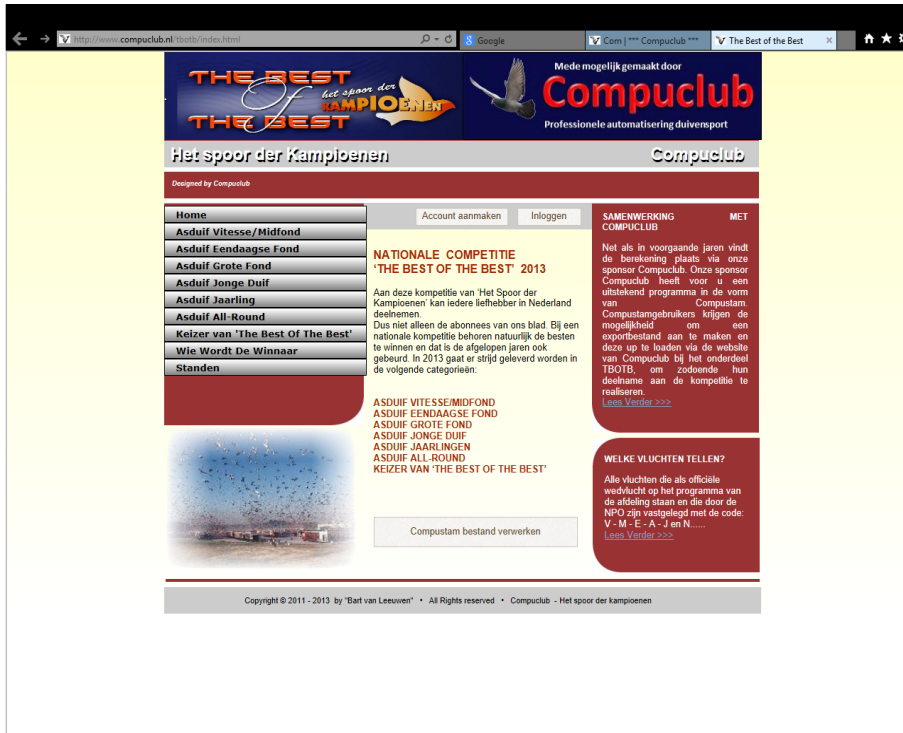 http://www.compuclub.nl/tbotb/index.html
Google
Com | *** Compuclub ***
The Best of the Best
THE BEST
Of
THE BEST
het spoor der
KAMPIOENEN
Mede mogelijk gemaakt door
Compuclub
Professionele automatisering duivensport
Het spoor der Kampioenen
Compuclub
Designed by Compuclub
Home
Asduif Vitesse/Midfond
Asduif Eendaagse Fond
Asduif Grote Fond
Asduif Jonge Duif
Asduif Jaarling
Asduif All-Round
Keizer van 'The Best Of The Best'
Wie Wordt De Winnaar
Standen
Account aanmaken
Inloggen
NATIONALE COMPETITIE
‘THE BEST OF THE BEST’ 2013
Aan deze kompetitie van ‘Het Spoor der
Kampioenen’ kan iedere liefhebber in Nederland
deelnemen.
Dus niet alleen de abonnees van ons blad. Bij een
nationale kompetitie behoren natuurlijk de besten
te winnen en dat is de afgelopen jaren ook
gebeurd. In 2013 gaat er strijd geleverd worden in
de volgende categorieën:
ASDUIF VITESSE/MIDFOND
ASDUIF EENDAAGSE FOND
ASDUIF GROTE FOND
ASDUIF JONGE DUIF
ASDUIF JAARLINGEN
ASDUIF ALL-ROUND
KEIZER VAN ‘THE BEST OF THE BEST’
Compustam bestand verwerken
SAMENWERKING MET
COMPUCLUB
Net als in voorgaande jaren vindt
de berekening plaats via onze
sponsor Compuclub. Onze sponsor
Compuclub heeft voor u een
uitstekend programma in de vorm
van Compustam.
Compustamgebruikers krijgen de
mogelijkheid om een
exportbestand aan te maken en
deze up te loaden via de website
van Compuclub bij het onderdeel
TBOTB, om zodoende hun
deelname aan de kompetitie te
realiseren.
Lees Verder >>>
WELKE VLUCHTEN TELLEN?
Alle vluchten die als officiële
wedvlucht op het programma van
de afdeling staan en die door de
NPO zijn vastgelegd met de code:
V - M - E - A - J en N......
Lees Verder >>>
Copyright © 2011 - 2013 by "Bart van Leeuwen" • All Rights reserved • Compuclub - Het spoor der kampioenen